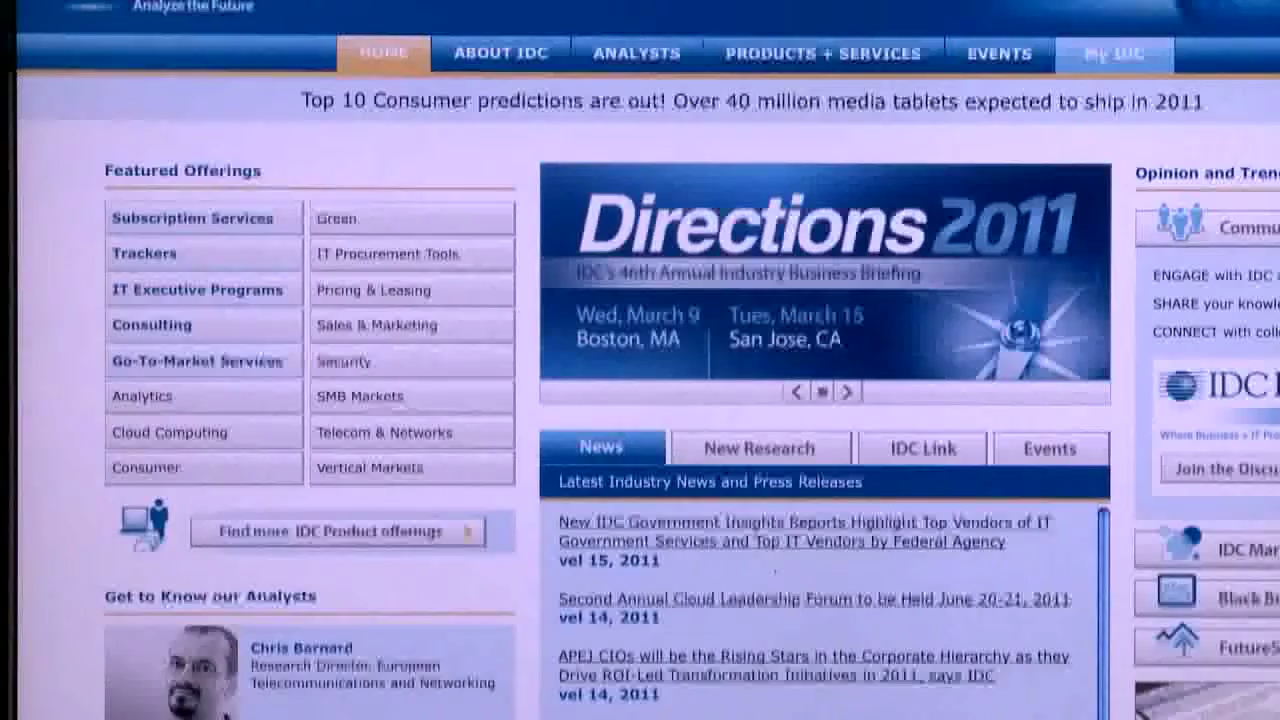 Analyze the Future
HOME
ABOUT IDC
ANALYSTS
PRODUCTS + SERVICES
EVENTS
My IDC
Top 10 Consumer predictions are out! Over 40 million media tablets expected to ship in 2011
Featured Offerings
Subscription Services
Green
Trackers
IT Procurement Tools
IT Executive Programs
Pricing & Leasing
Consulting
Sales & Marketing
Go-To-Market Services
Security
Analytics
SMB Markets
Cloud Computing
Telecom & Networks
Consumer
Vertical Markets
Find more IDC Product offerings
Get to Know our Analysts
Chris Barnard
Research Director, European
Telecommunications and Networking
Directions 2011
IDC's 46th Annual Industry Business Briefing
Wed, March 9
Boston, MA
Tues, March 15
San Jose, CA
News
New Research
IDC Link
Events
Latest Industry News and Press Releases
New IDC Government Insights Reports Highlight Top Vendors of IT
Government Services and Top IT Vendors by Federal Agency
vel 15, 2011
Second Annual Cloud Leadership Forum to be Held June 20-21, 2011
vel 14, 2011
APEJ CIOs will be the Rising Stars in the Corporate Hierarchy as they
Drive ROI-Led Transformation Initiatives in 2011, says IDC
vel 14, 2011
Opinion and Tren
Commu
ENGAGE with IDC
SHARE your knowl
CONNECT with coll
IDC
Where Business + IT Pr
Join the Discu
IDC Mar
Black B
FutureS